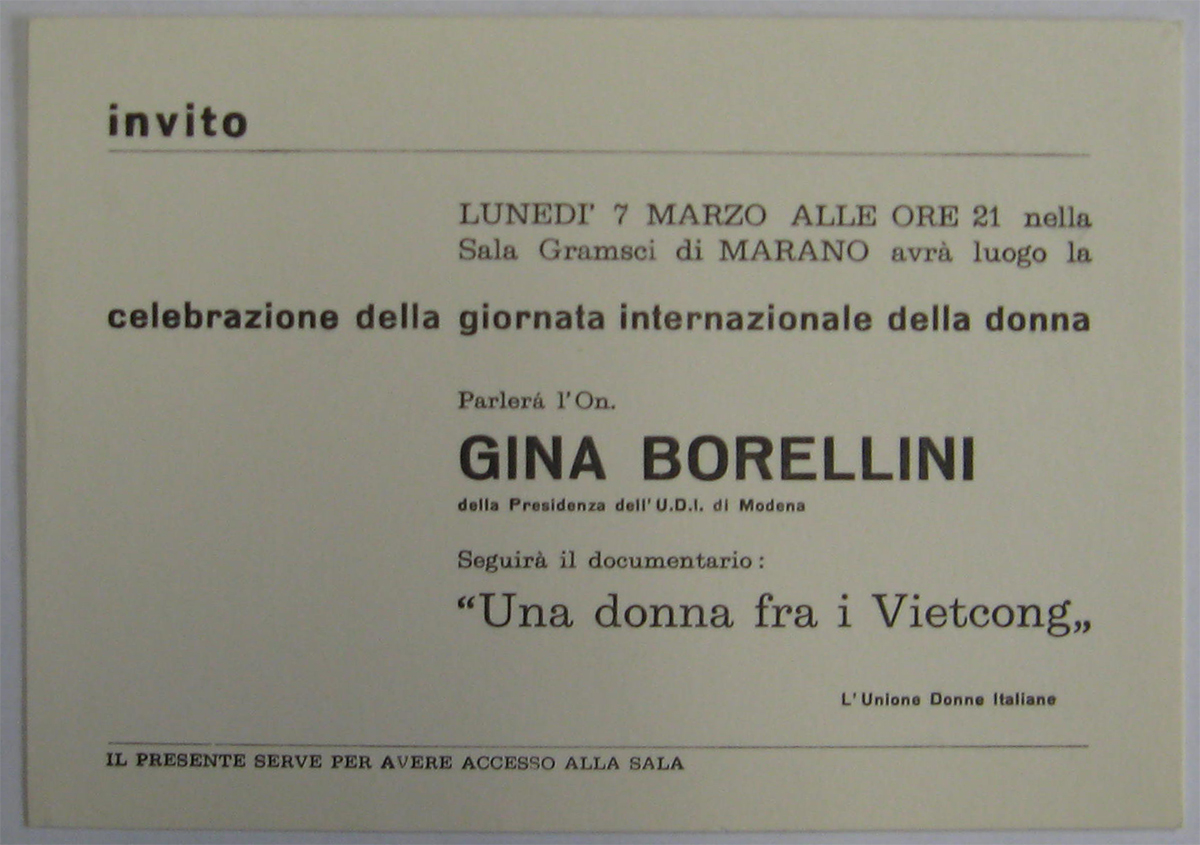 invito
LUNEDI' 7 MARZO ALLE ORE 21 nella
Sala Gramsci di MARANO avrà luogo la
celebrazione della giornata internazionale della donna
Parlerá l'On.
GINA BORELLINI
della Presidenza dell'U.D.I. di Modena
Seguirà il documentario:
“Una donna fra i Vietcong„
L'Unione Donne Italiane
IL PRESENTE SERVE PER AVERE ACCESSO ALLA SALA